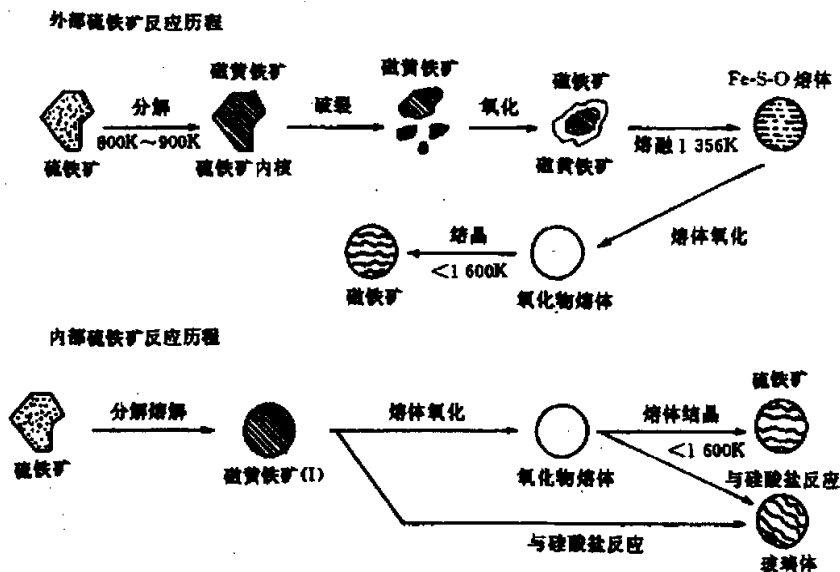 外部硫铁矿反应历程
磁黄铁矿
磁黄铁矿
磁铁矿
Fe-S-O 熔体
分解
破裂
氧化
800K～900K
熔融1 356K
硫铁矿
硫铁矿内核
磁黄铁矿
结晶
熔体氧化
<1 600K
磁铁矿
氧化物熔体
内部硫铁矿反应历程
硫铁矿
分解熔解
熔体氧化
熔体结晶
<1 600K
硫铁矿
磁黄铁矿(I)
氧化物熔体
与硅酸盐反应
与硅酸盐反应
玻璃体